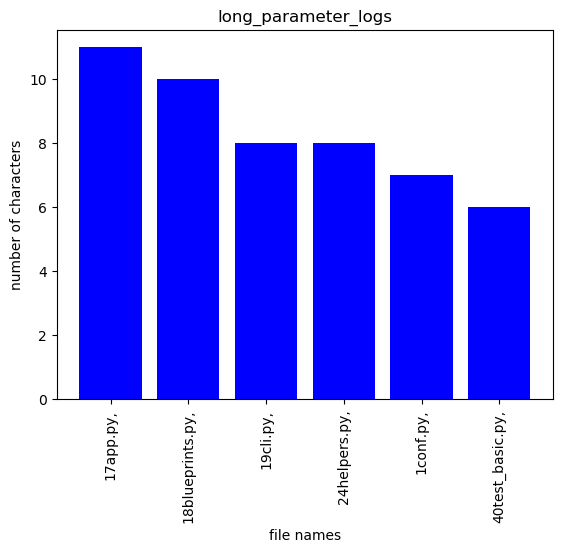 long_parameter_logs
number of characters
10
8
6
4
2
0
17app.py,
18blueprints.py,
19cli.py,
24helpers.py,
1conf.py,
40test_basic.py,
file names